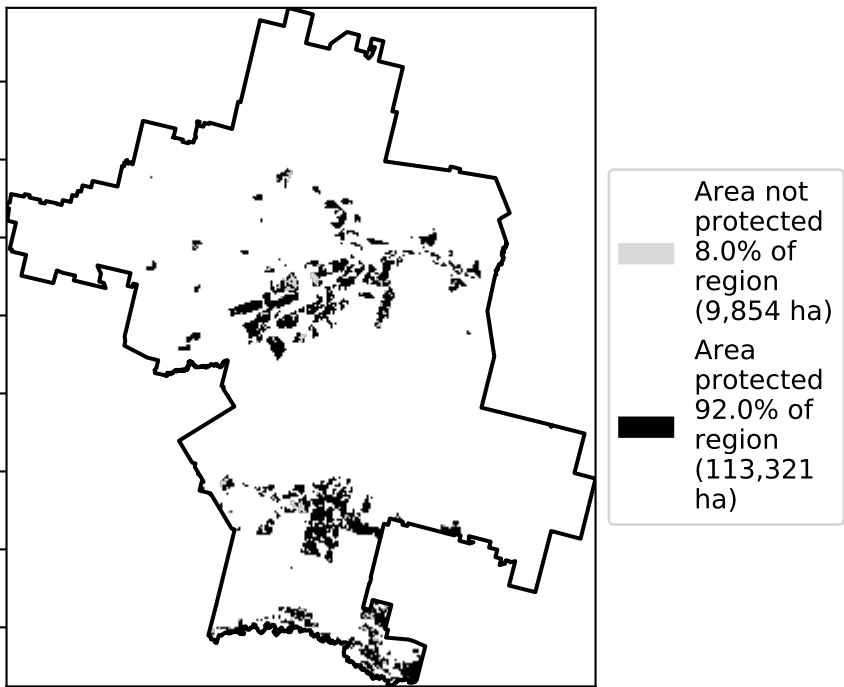 Area not
protected
8.0% of
region
(9,854 ha)
Area
protected
92.0% of
region
(113,321
ha)